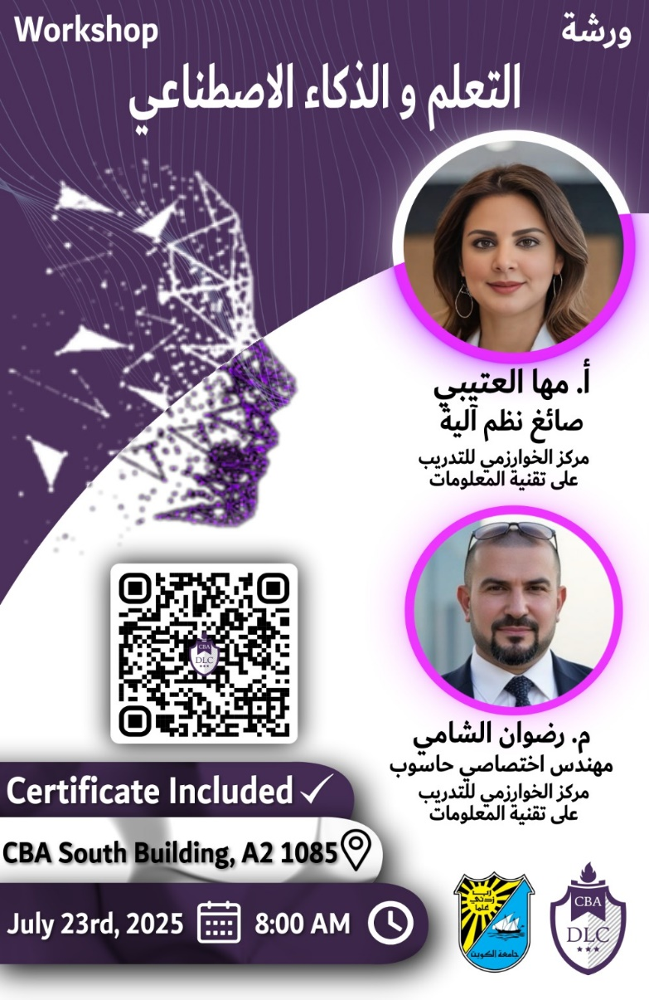 Workshop
ورشة
التعلم و الذكاء الاصطناعي
أ. مها العتيبي
صائغ نظم آلية
مركز الخوارزمي للتدريب
على تقنية المعلومات
م. رضوان الشامي
مهندس اختصاصي حاسوب
مركز الخوارزمي للتدريب
على تقنية المعلومات
CBA
DLC
Certificate Included
CBA South Building, A2 1085
July 23rd, 2025
8:00 AM
رب
زدني
علما
جامعة الكويت
CBA
DLC